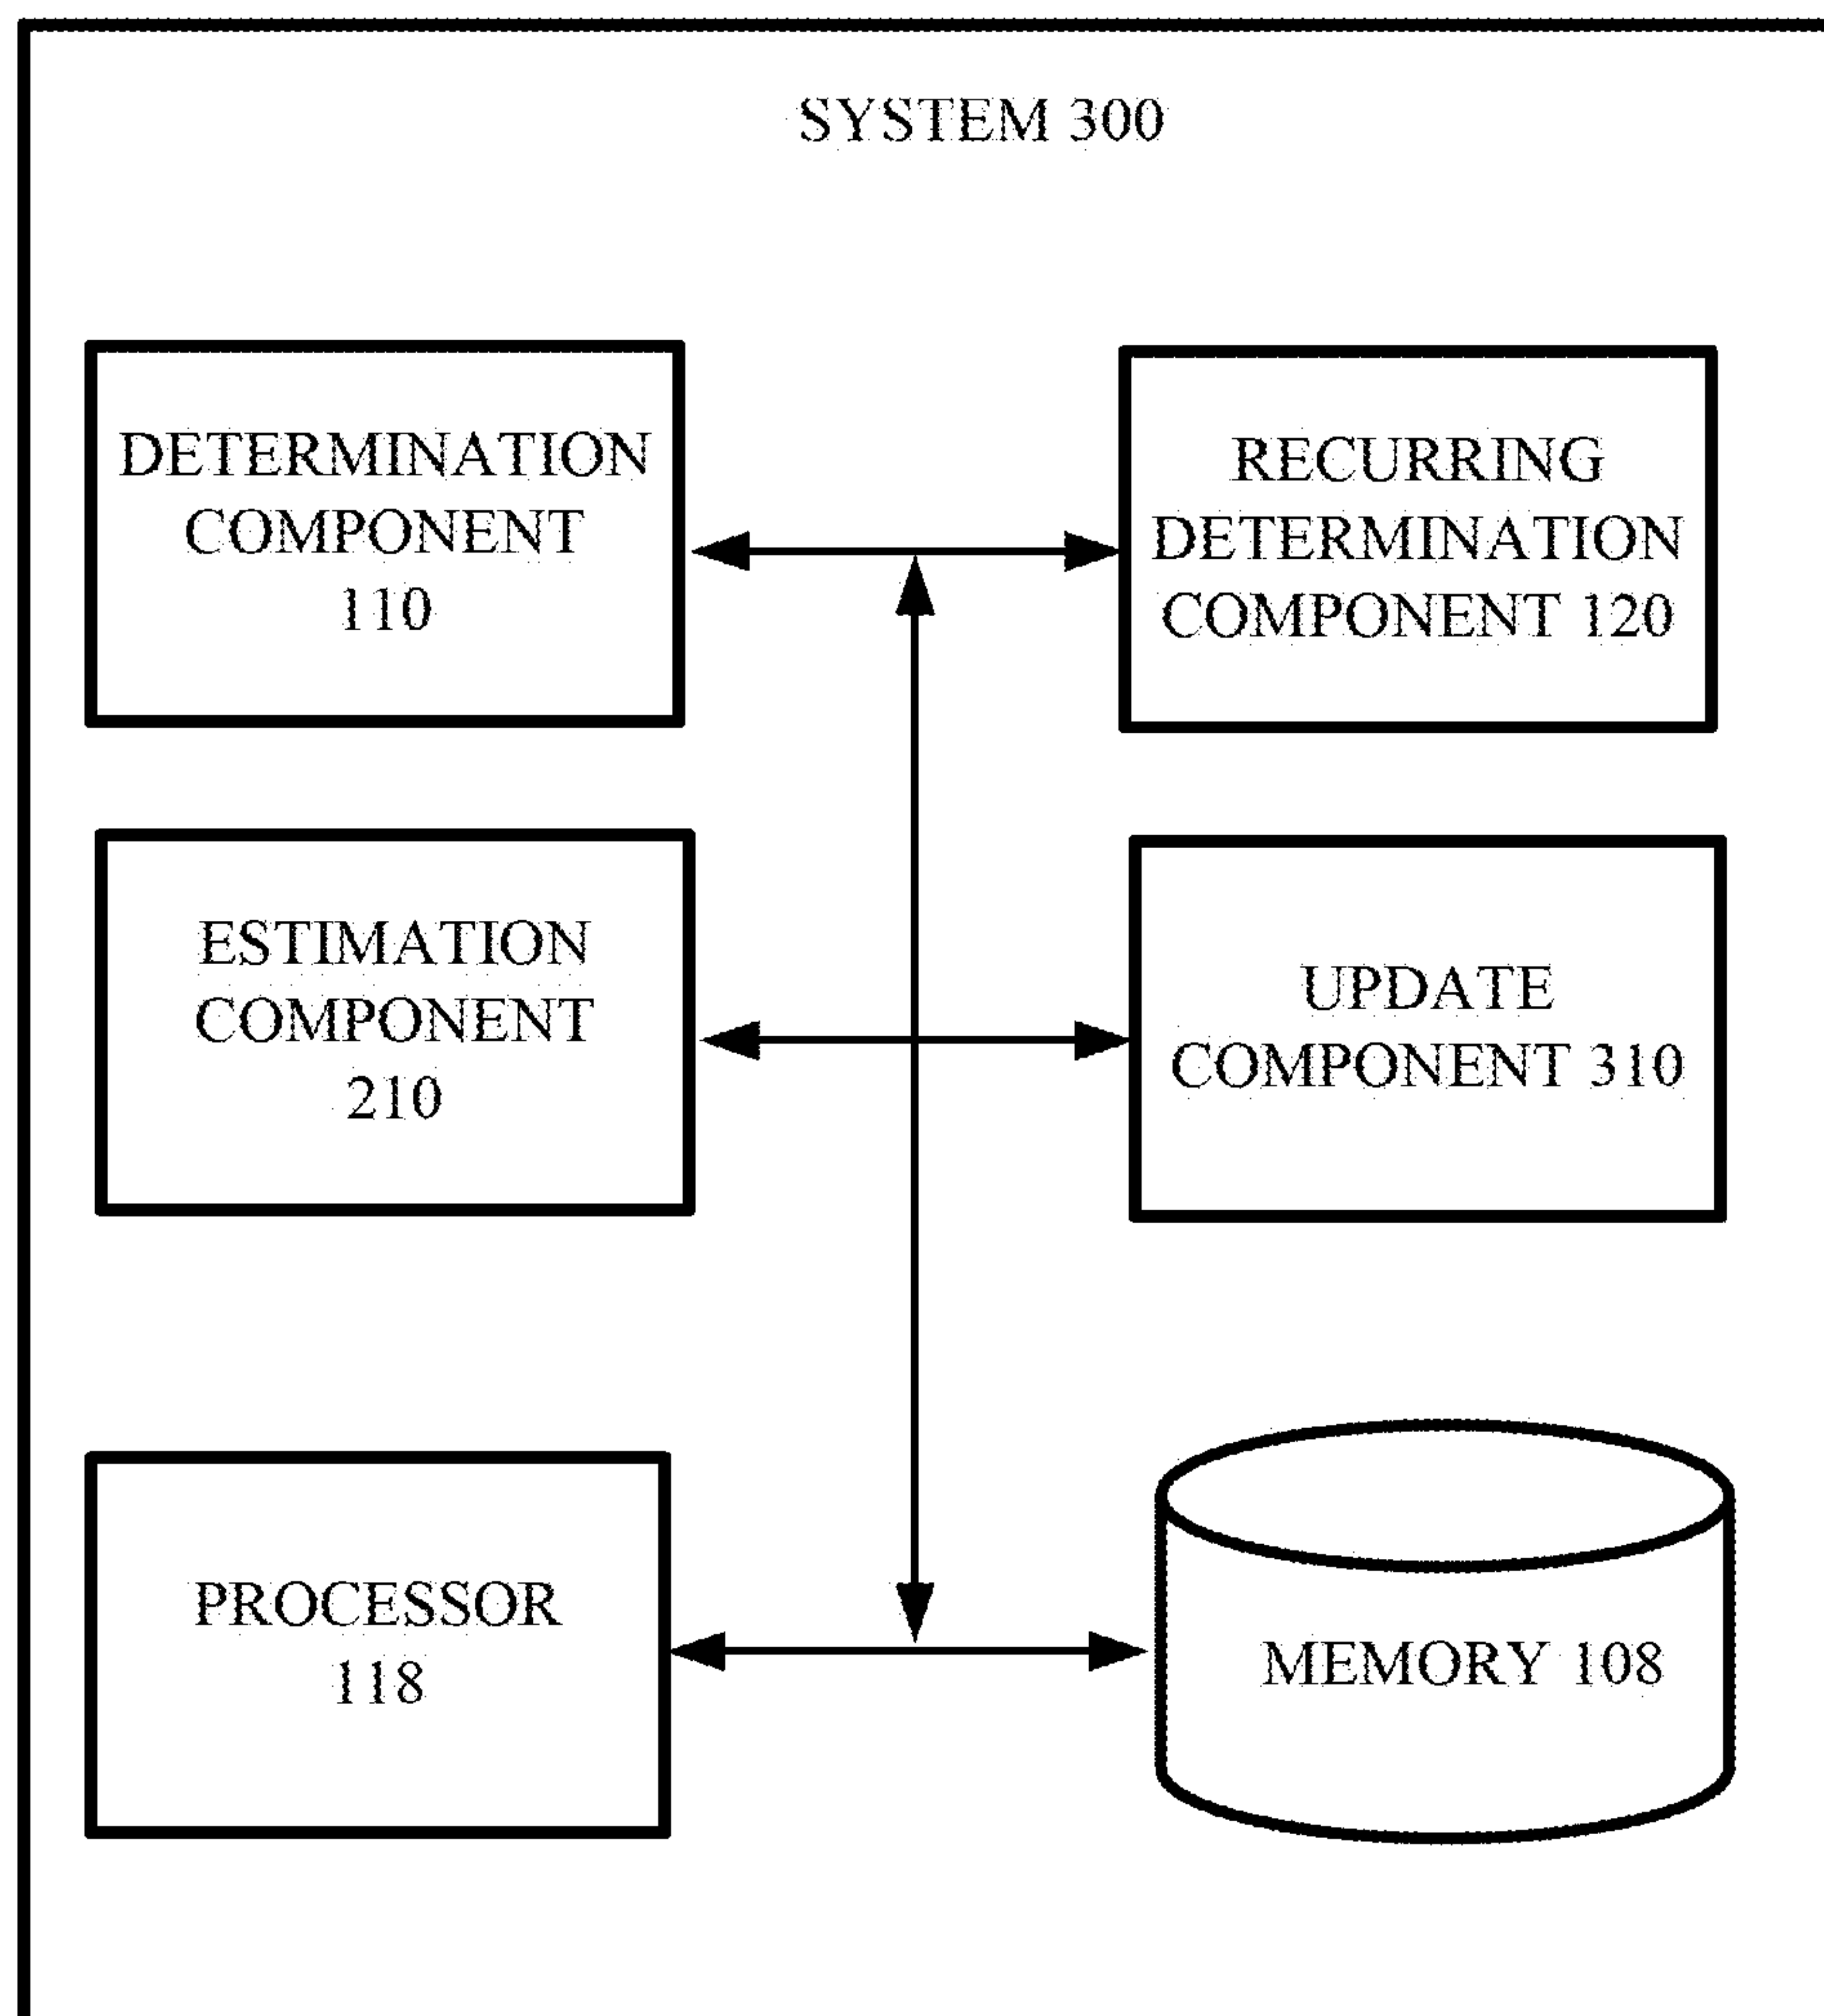 SYSTEM 300
DETERMINATION
COMPONENT
110
RECURRING
DETERMINATION
COMPONENT 120
ESTIMATION
COMPONENT
210
UPDATE
COMPONENT 310
PROCESSOR
118
MEMORY 108